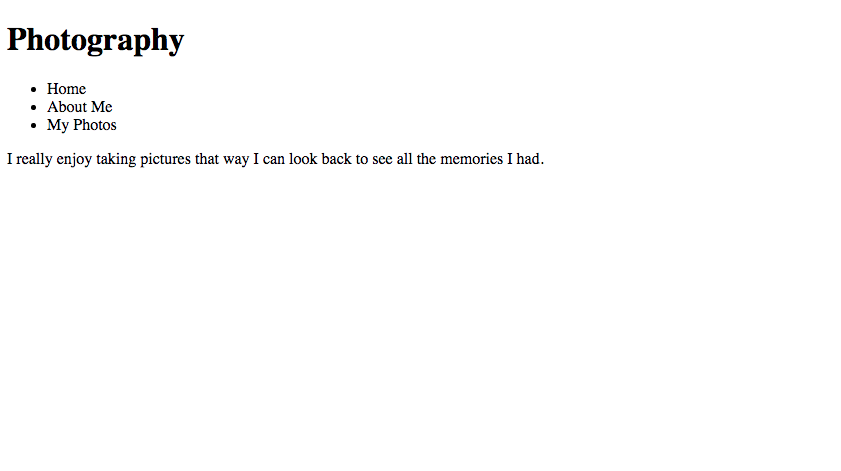 Photography
Home
About Me
My Photos
I really enjoy taking pictures that way I can look back to see all the memories I had.